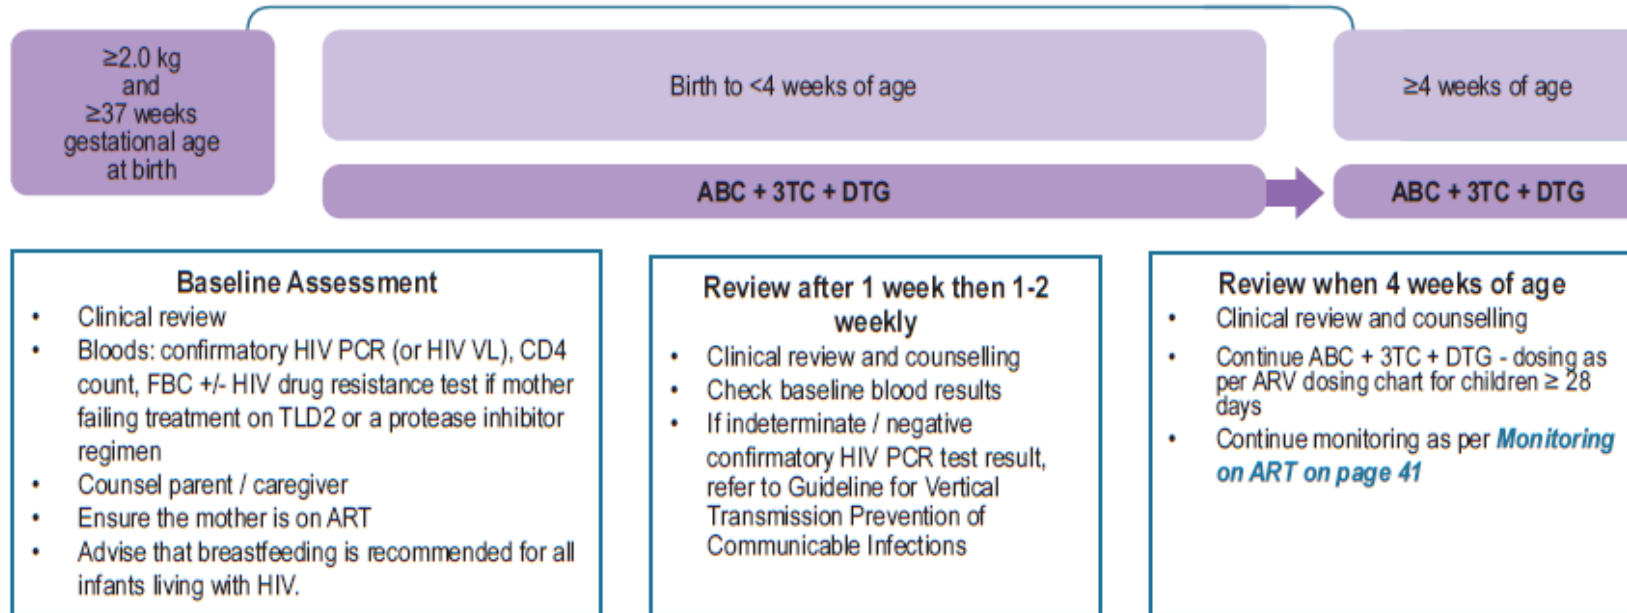 ≥2.0 kg
and
≥37 weeks
gestational age
at birth
Birth to <4 weeks of age
≥4 weeks of age
ABC + 3TC + DTG
ABC + 3TC + DTG
Baseline Assessment
• Clinical review
• Bloods: confirmatory HIV PCR (or HIV VL), CD4
count, FBC +/- HIV drug resistance test if mother
failing treatment on TLD2 or a protease inhibitor
regimen
• Counsel parent / caregiver
• Ensure the mother is on ART
• Advise that breastfeeding is recommended for all
infants living with HIV.
Review after 1 week then 1-2
weekly
• Clinical review and counselling
• Check baseline blood results
• If indeterminate / negative
confirmatory HIV PCR test result,
refer to Guideline for Vertical
Transmission Prevention of
Communicable Infections
Review when 4 weeks of age
• Clinical review and counselling
• Continue ABC + 3TC + DTG - dosing as
per ARV dosing chart for children ≥ 28
days
• Continue monitoring as per Monitoring
on ART on page 41